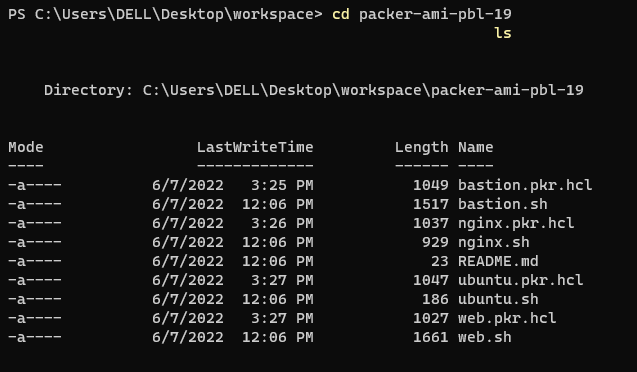 PS C:\Users\DELL\Desktop\workspace> cd packer-ami-pbl-19
ls
Directory: C:\Users\DELL\Desktop\workspace\packer-ami-pbl-19
Mode LastWriteTime Length Name
---- ------------- ------ ----
-a---- 6/7/2022 3:25 PM 1049 bastion.pkr.hcl
-a---- 6/7/2022 12:06 PM 1517 bastion.sh
-a---- 6/7/2022 3:26 PM 1037 nginx.pkr.hcl
-a---- 6/7/2022 12:06 PM 929 nginx.sh
-a---- 6/7/2022 12:06 PM 23 README.md
-a---- 6/7/2022 3:27 PM 1047 ubuntu.pkr.hcl
-a---- 6/7/2022 12:06 PM 186 ubuntu.sh
-a---- 6/7/2022 3:27 PM 1027 web.pkr.hcl
-a---- 6/7/2022 12:06 PM 1661 web.sh